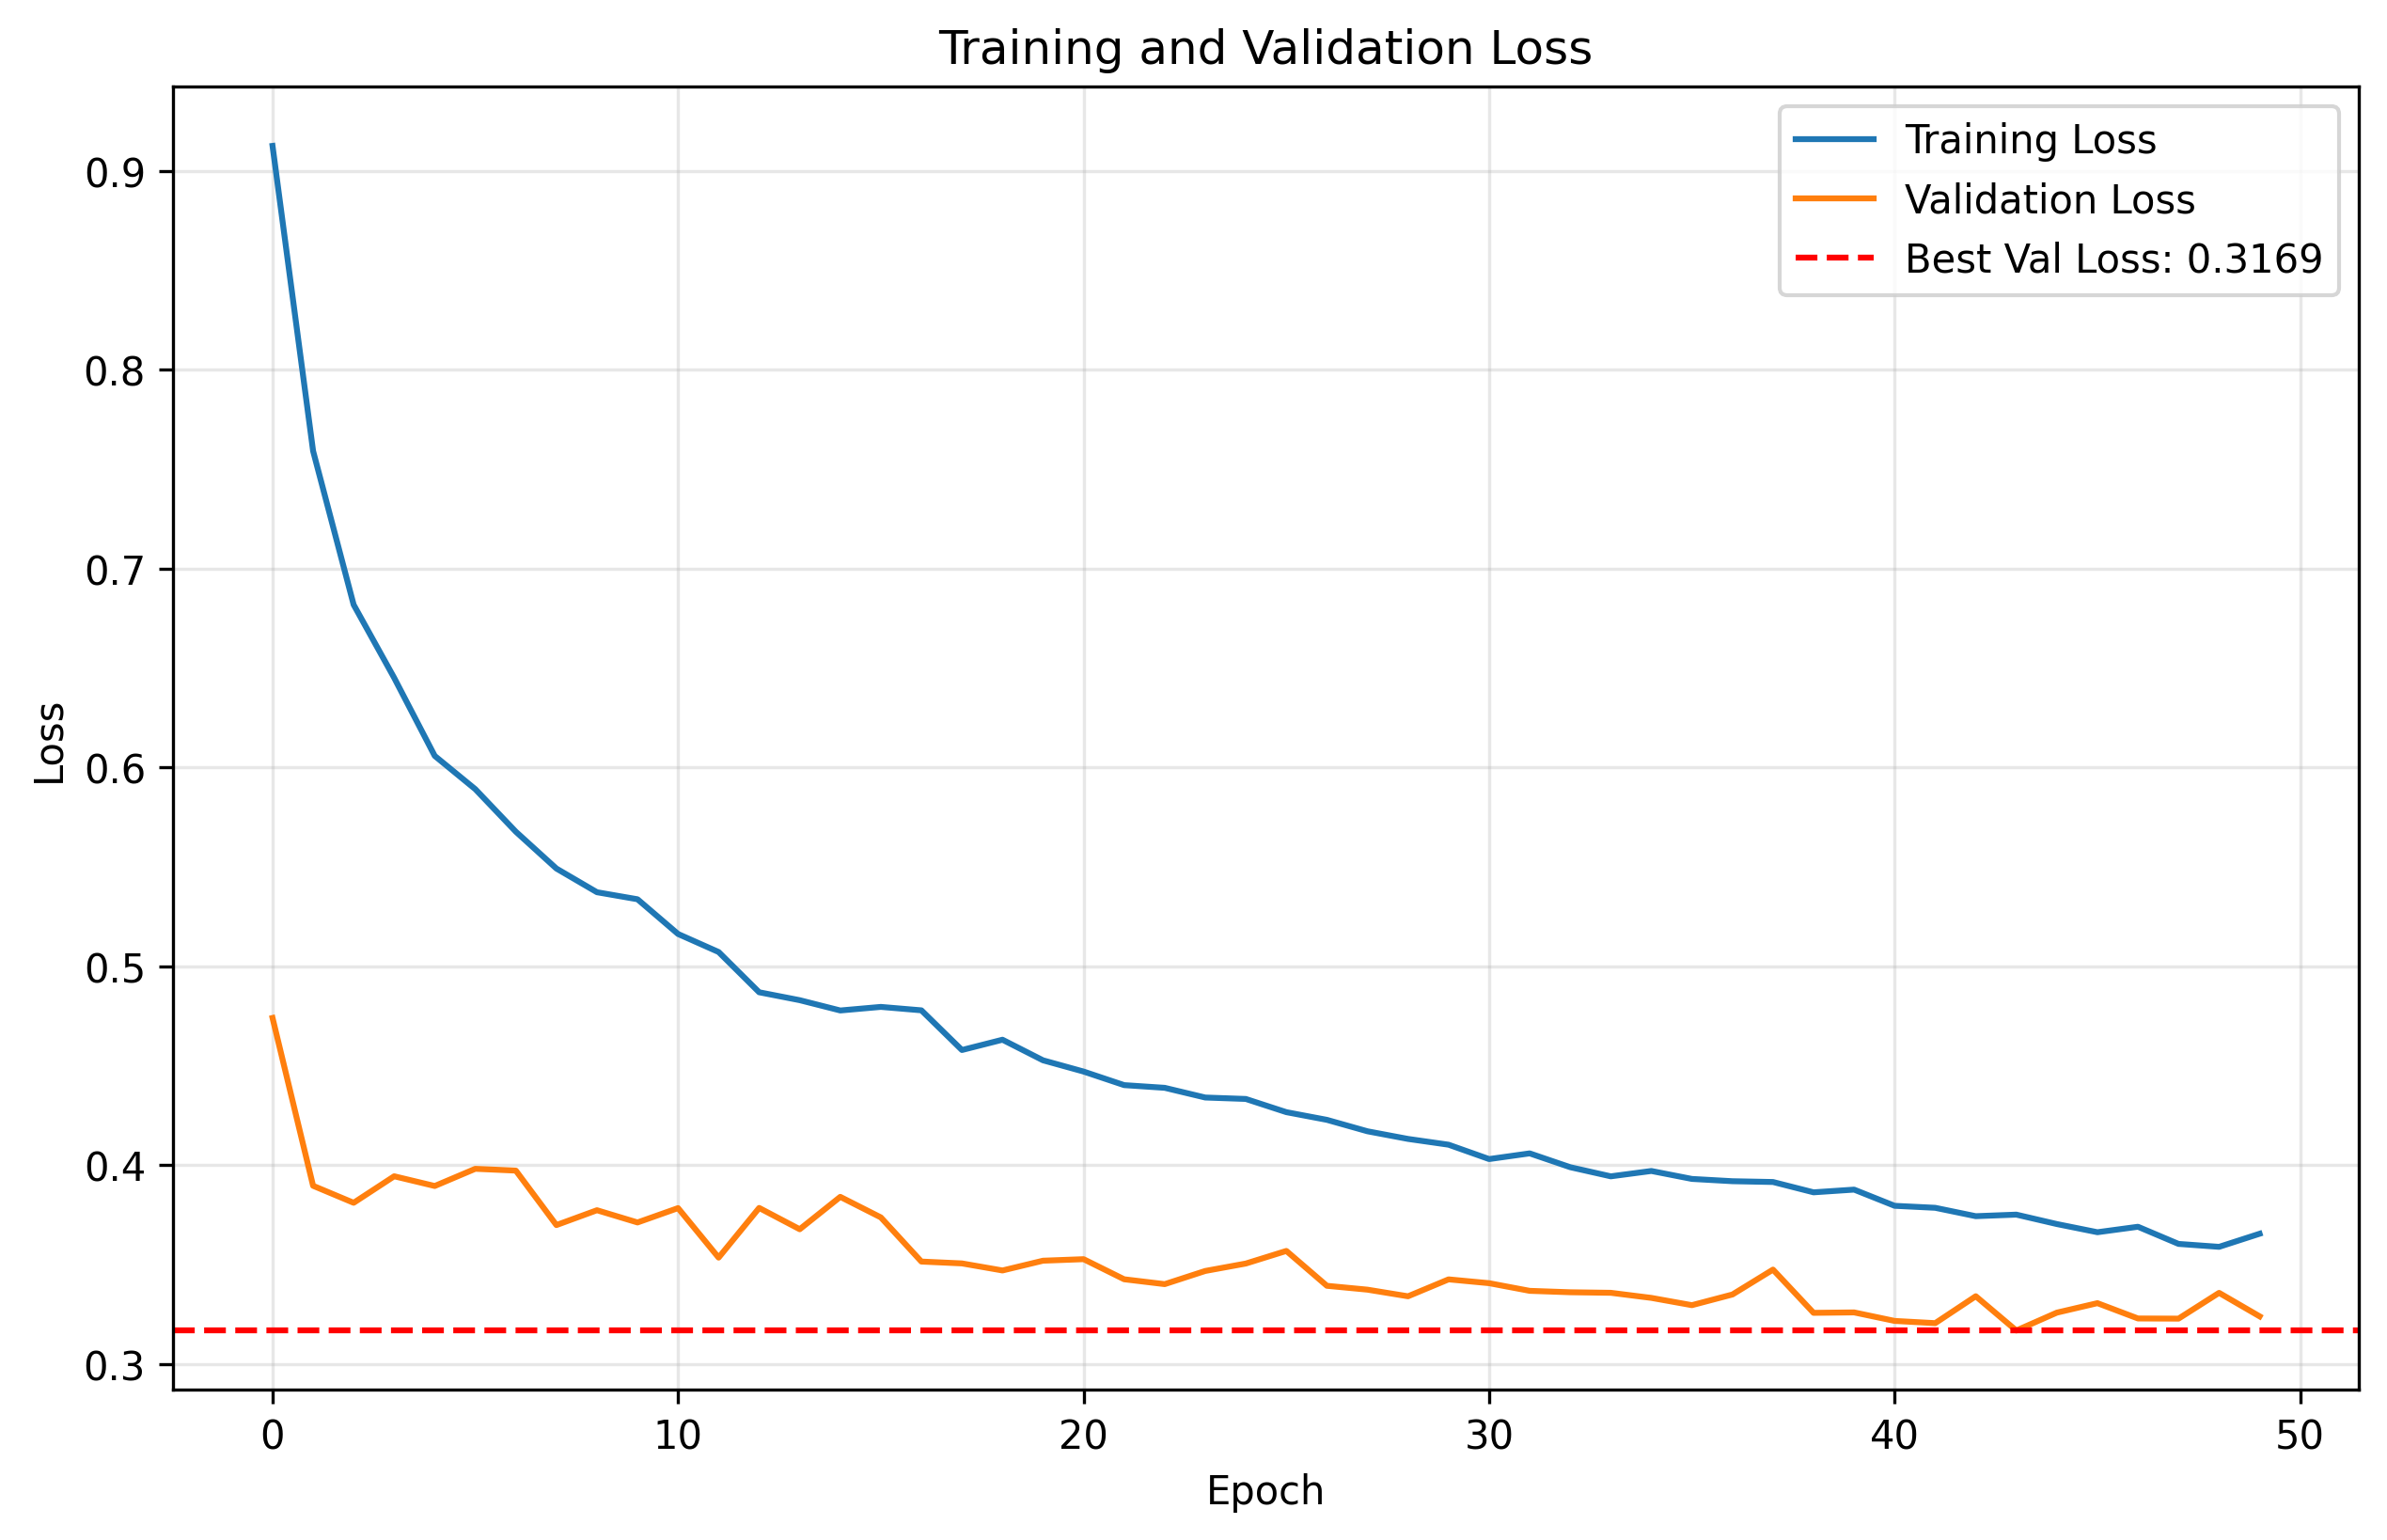 Training and Validation Loss
Training Loss
Validation Loss
Best Val Loss: 0.3169
Loss
0.9
0.8
0.7
0.6
0.5
0.4
0.3
0 10 20 30 40 50
Epoch